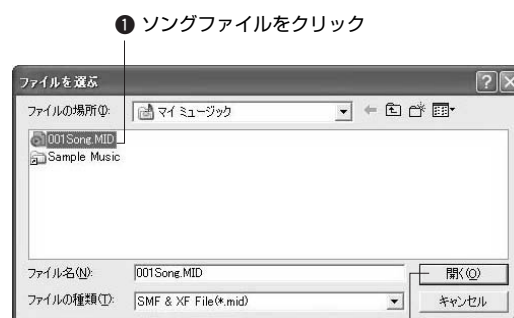 ❶ ソングファイルをクリック
ファイルを選ぶ
ファイルの場所(I):
マイ ミュージック
001Song.MID
Sample Music
ファイル名(N):
001Song.MID
開く(O)
ファイルの種類(T):
SMF & XF File(*.mid)
キャンセル